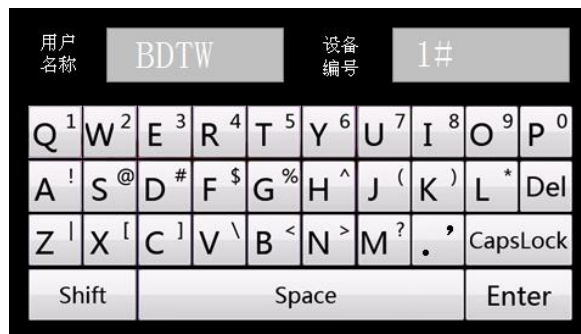 用户名称 BDTW 设备编号 1#
Q 1 W 2 E 3 R 4 T 5 Y 6 U 7 I 8 O 9 P 0
A ! S @ D # F $ G % H ^ J ( K ) L * Del
Z | X [ C ] V \ B < N > M ? . , CapsLock
Shift Space Enter